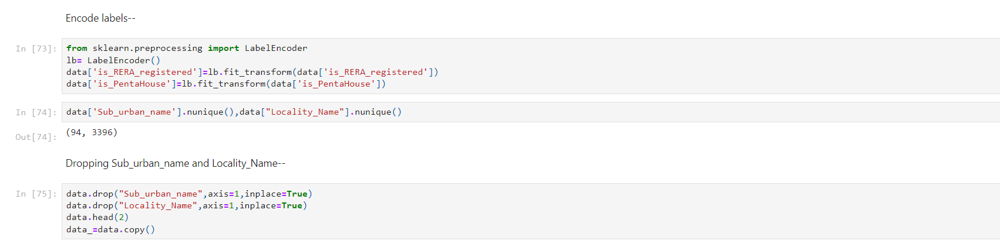 Encode labels--
In [73]:
from sklearn.preprocessing import LabelEncoder
lb= LabelEncoder()
data['is_RERA_registered']=lb.fit_transform(data['is_RERA_registered'])
data['is_PentaHouse']=lb.fit_transform(data['is_PentaHouse'])
In [74]:
data['Sub_urban_name'].nunique(),data["Locality_Name"].nunique()
Out[74]:
(94, 3396)
Dropping Sub_urban_name and Locality_Name--
In [75]:
data.drop("Sub_urban_name",axis=1,inplace=True)
data.drop("Locality_Name",axis=1,inplace=True)
data.head(2)
data_=data.copy()